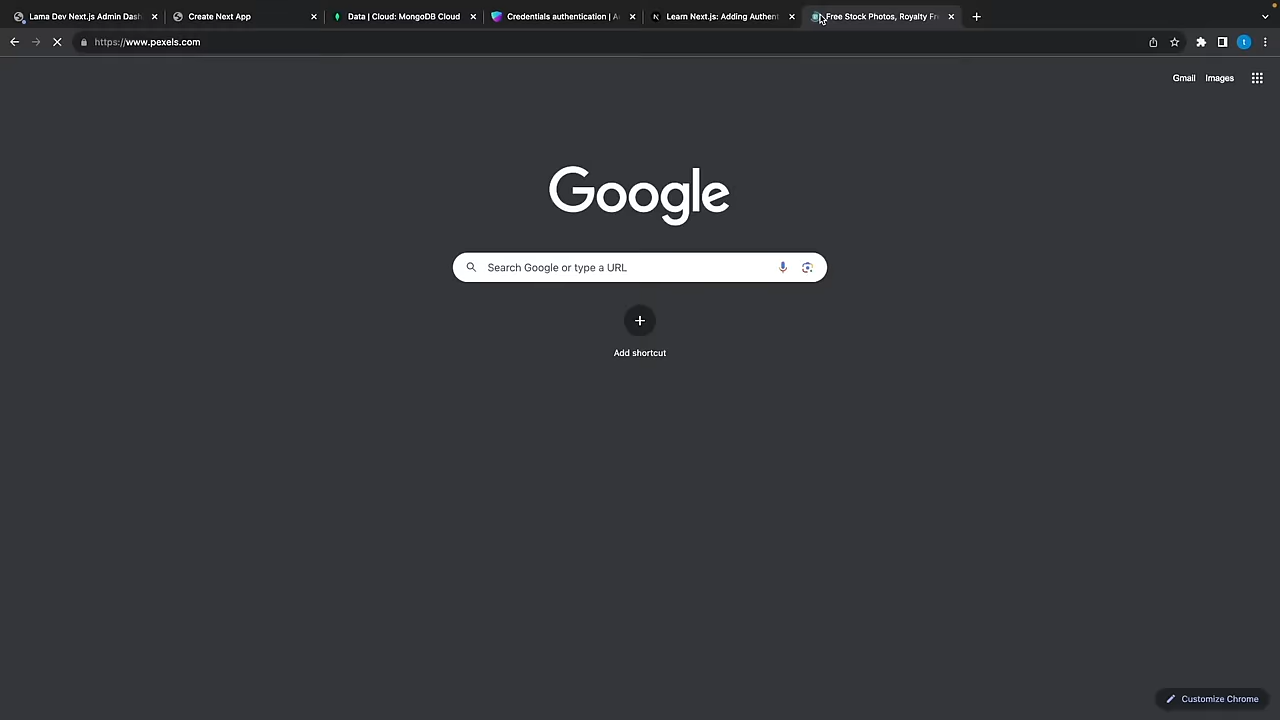 Lama Dev Next.js Admin Dash
Create Next App
Data | Cloud: MongoDB Cloud
Credentials authentication | A
Learn Next.js: Adding Authent
Free Stock Photos, Royalty Fr
https://www.pexels.com
t
Gmail
Images
Google
Search Google or type a URL
Add shortcut
Customize Chrome